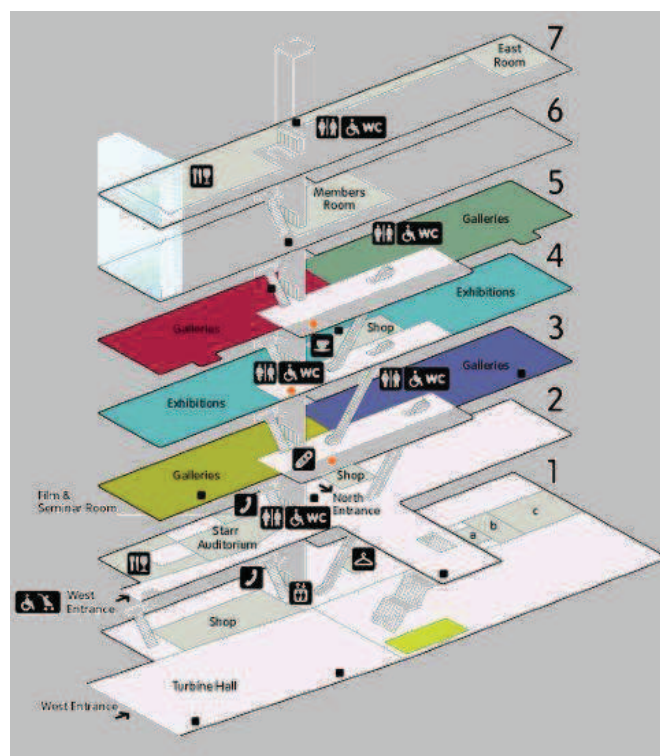 7
East
Room
WC
6
Members
Room
5
Galleries
WC
4
Exhibitions
Galleries
Shop
3
WC
Galleries
Exhibitions
WC
2
Galleries
Shop
1
Film &
Seminar Room
North
Entrance
c
b
a
Starr
Auditorium
WC
West
Entrance
Shop
Turbine Hall
West Entrance